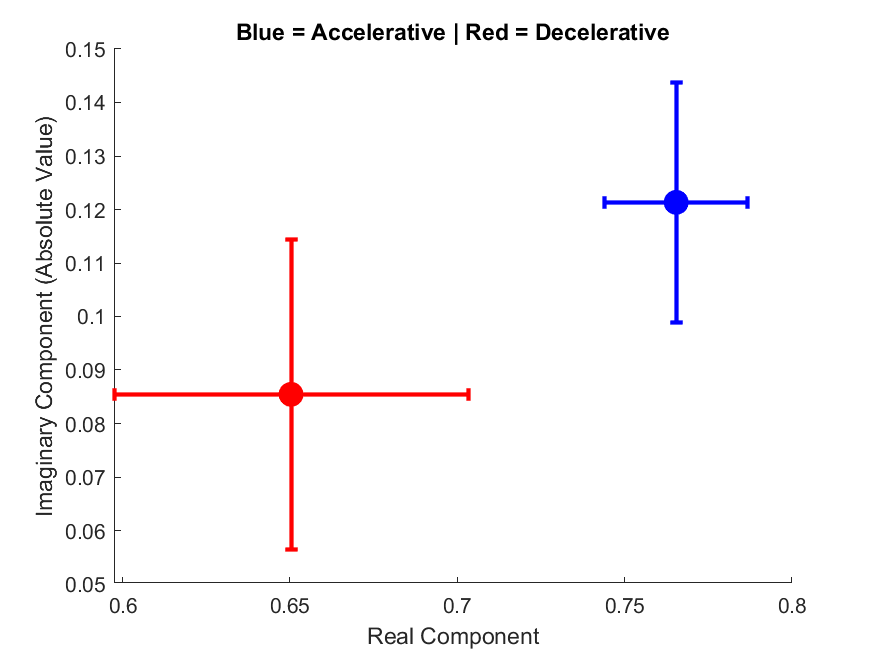 Blue = Accelerative | Red = Decelerative
0.15
0.14
0.13
0.12
0.11
0.1
0.09
0.08
0.07
0.06
0.05
Imaginary Component (Absolute Value)
0.6 0.65 0.7 0.75 0.8
Real Component